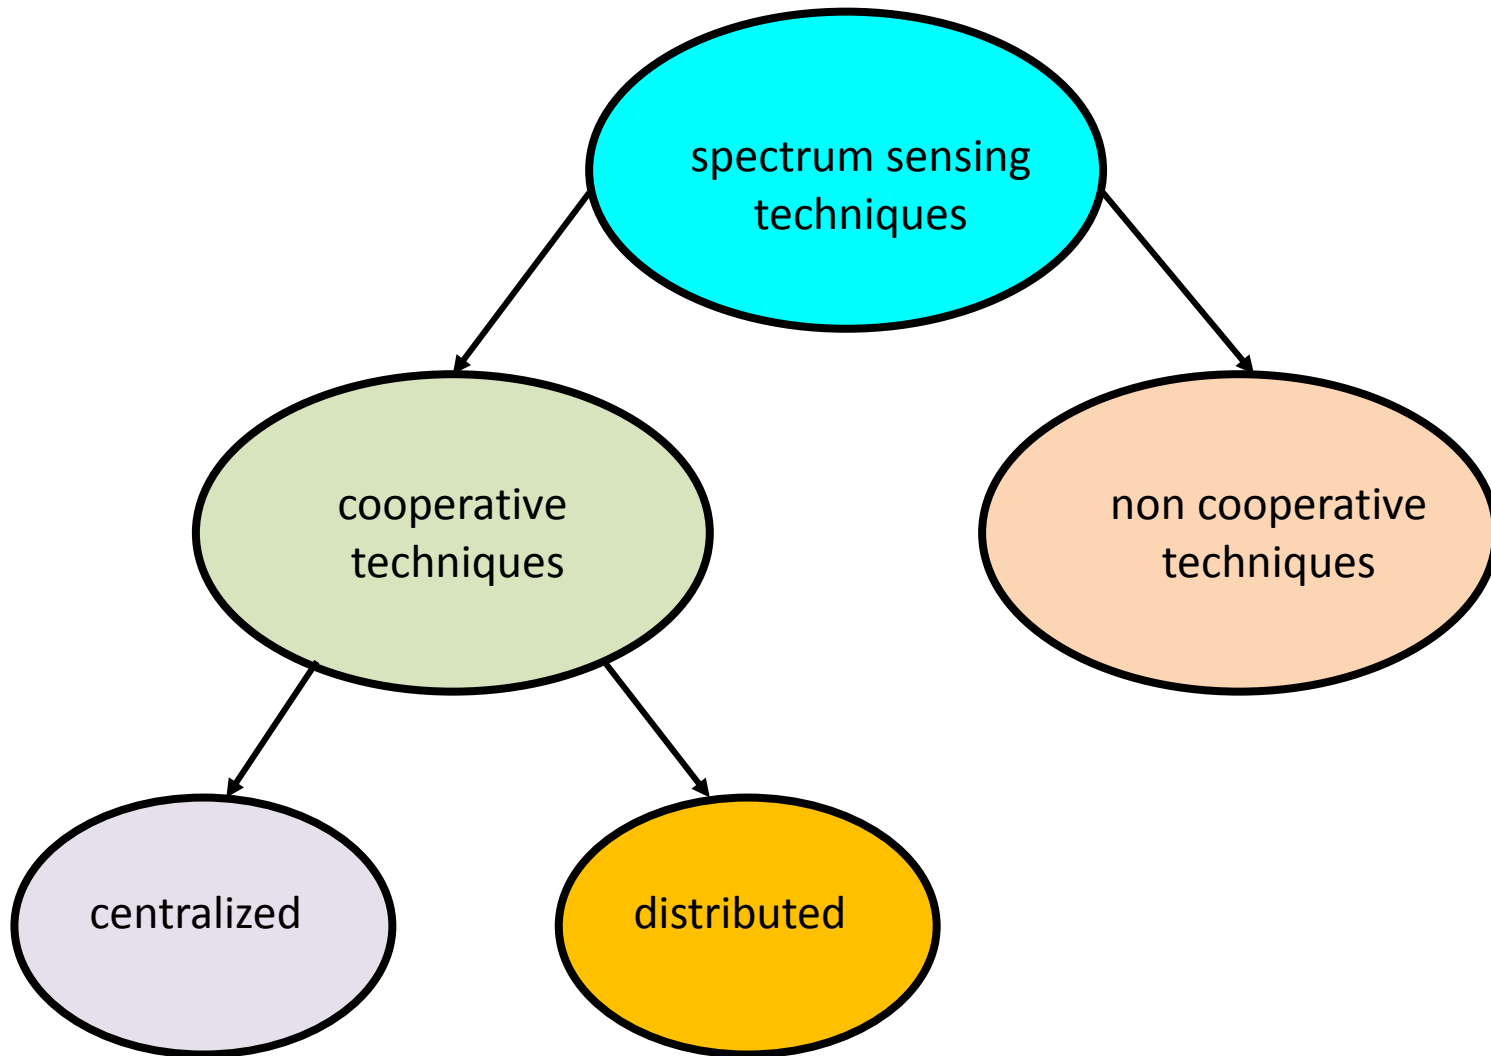 spectrum sensing
techniques
cooperative
techniques
non cooperative
techniques
centralized
distributed